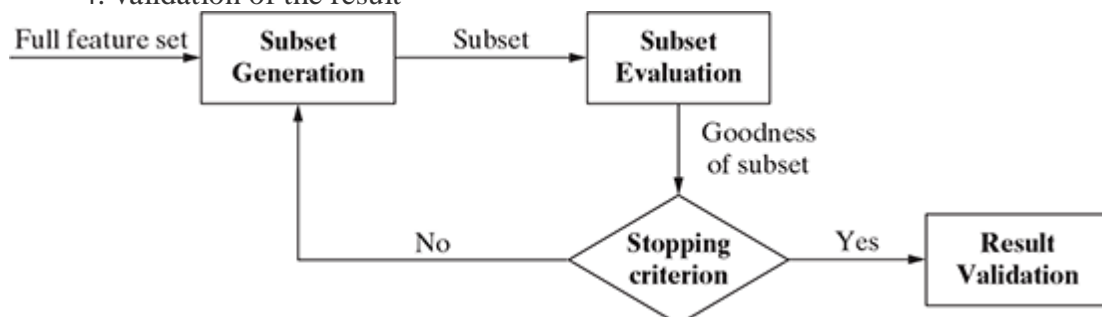 4. Validation of the result
Full feature set
Subset
Generation
Subset
Subset
Evaluation
Goodness
of subset
No
Stopping
criterion
Yes
Result
Validation